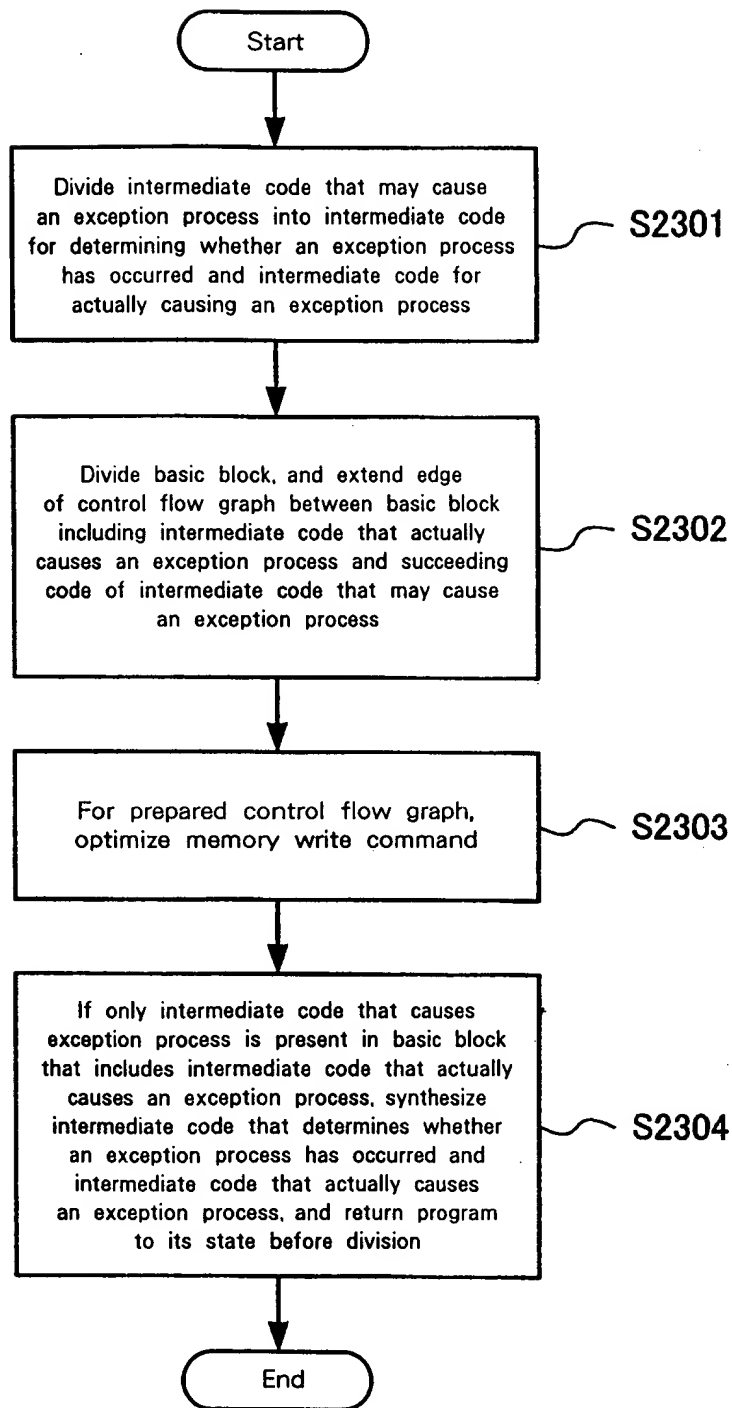 Start
Divide intermediate code that may cause
an exception process into intermediate code
for determining whether an exception process
has occurred and intermediate code for
actually causing an exception process
S2301
Divide basic block, and extend edge
of control flow graph between basic block
including intermediate code that actually
causes an exception process and succeeding
code of intermediate code that may cause
an exception process
S2302
For prepared control flow graph,
optimize memory write command
S2303
If only intermediate code that causes
exception process is present in basic block
that includes intermediate code that actually
causes an exception process, synthesize
intermediate code that determines whether
an exception process has occurred and
intermediate code that actually causes
an exception process, and return program
to its state before division
S2304
End